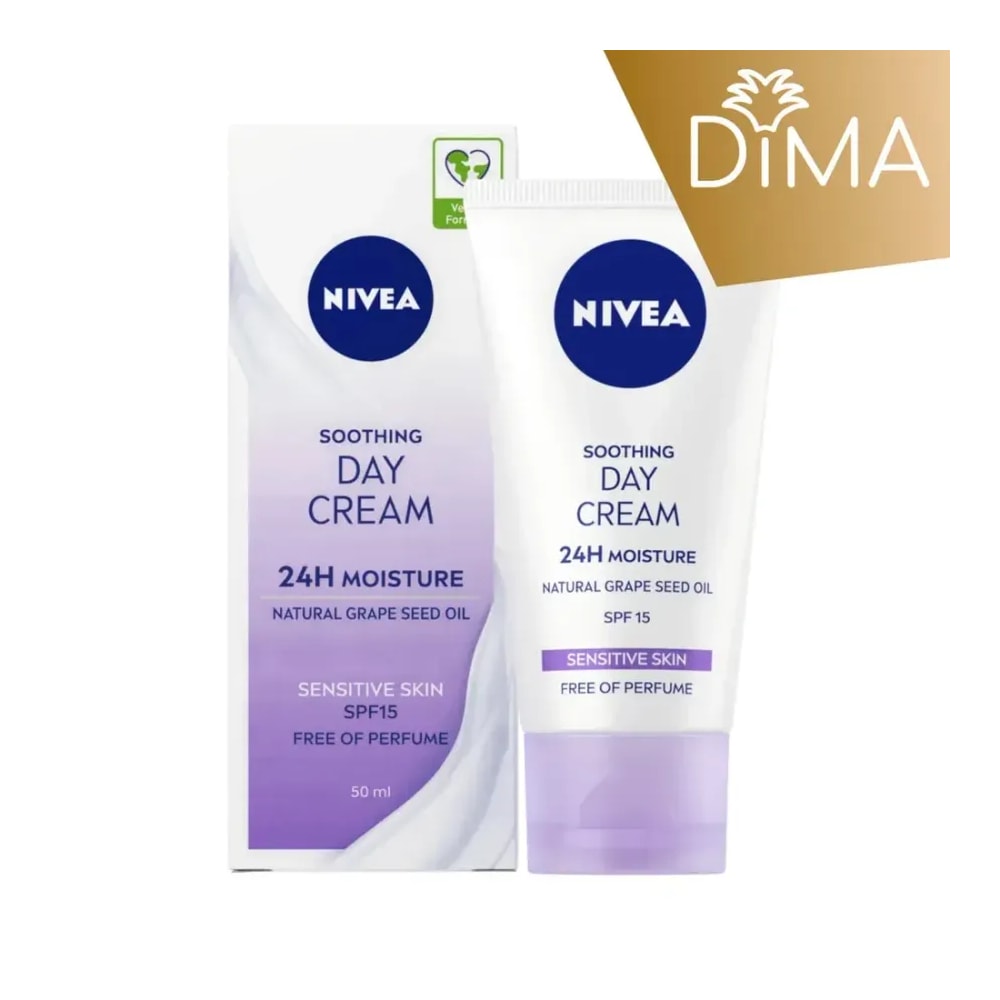 DiMA
NIVEA
SOOTHING
DAY
CREAM
24H MOISTURE
NATURAL GRAPE SEED OIL
SENSITIVE SKIN
SPF15
FREE OF PERFUME
50 ml
NIVEA
SOOTHING
DAY
CREAM
24H MOISTURE
NATURAL GRAPE SEED OIL
SPF 15
SENSITIVE SKIN
FREE OF PERFUME